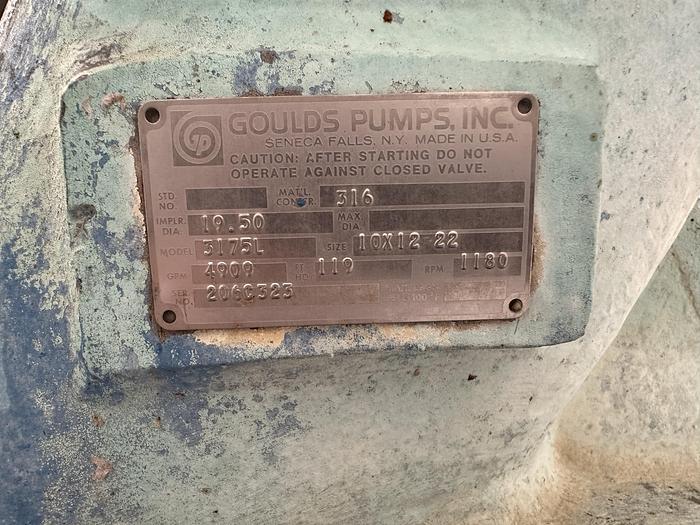 GP GOULDS PUMPS, INC.
SENECA FALLS, N.Y. MADE IN U.S.A.
CAUTION: AFTER STARTING DO NOT
OPERATE AGAINST CLOSED VALVE.
STD. NO. MAT'L. CONSTR. 316
IMPLR. DIA. 19.50 MAX. DIA.
MODEL 3175L SIZE 10X12-22
GPM 4909 FT. HD. 119 RPM 1180
SER. NO. 206C323